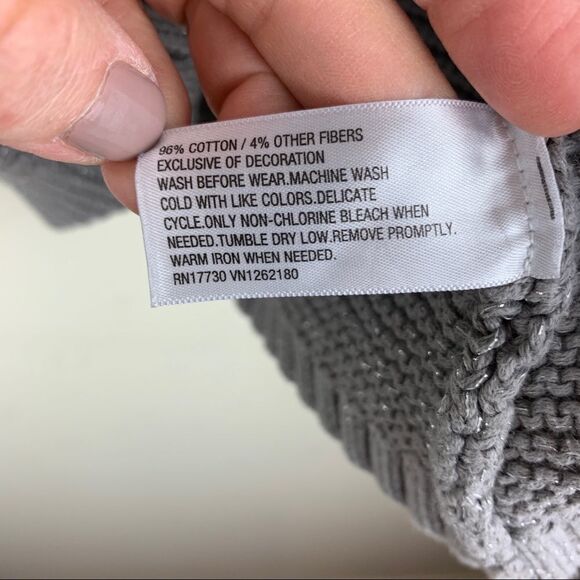 96% COTTON / 4% OTHER FIBERS
EXCLUSIVE OF DECORATION
WASH BEFORE WEAR.MACHINE WASH
COLD WITH LIKE COLORS.DELICATE
CYCLE.ONLY NON-CHLORINE BLEACH WHEN
NEEDED.TUMBLE DRY LOW.REMOVE PROMPTLY.
WARM IRON WHEN NEEDED.
RN17730 VN1262180